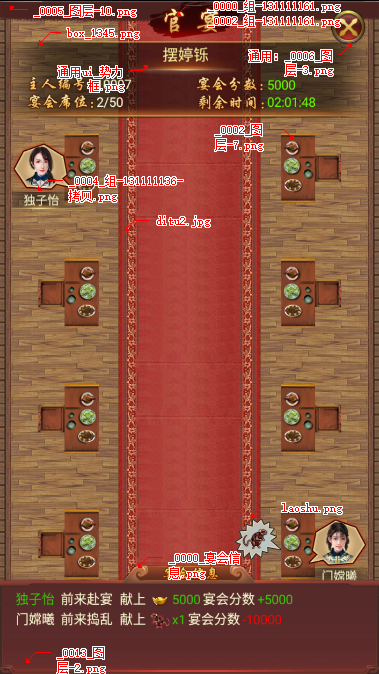 _0005_图层-10.png
_0000_组-131111161.png
_0002_组-131111161.png
官 宴
box_1345.png
摆婷铄
通用：_0006_图
层-3.png
通用ui_势力
框.png
主人编号
宴会分数：5000
宴会席位：2/50
剩余时间：02:01:48
_0002_图
层-7.png
_0004_组-131111136-
拷贝.png
独子怡
ditu2.jpg
laoshu.png
_0000_宴会信
息.png
门嫦曦
独子怡 前来赴宴 献上 5000 宴会分数 +5000
门嫦曦 前来捣乱 献上 x1 宴会分数 -10000
_0013_图
层-2.png